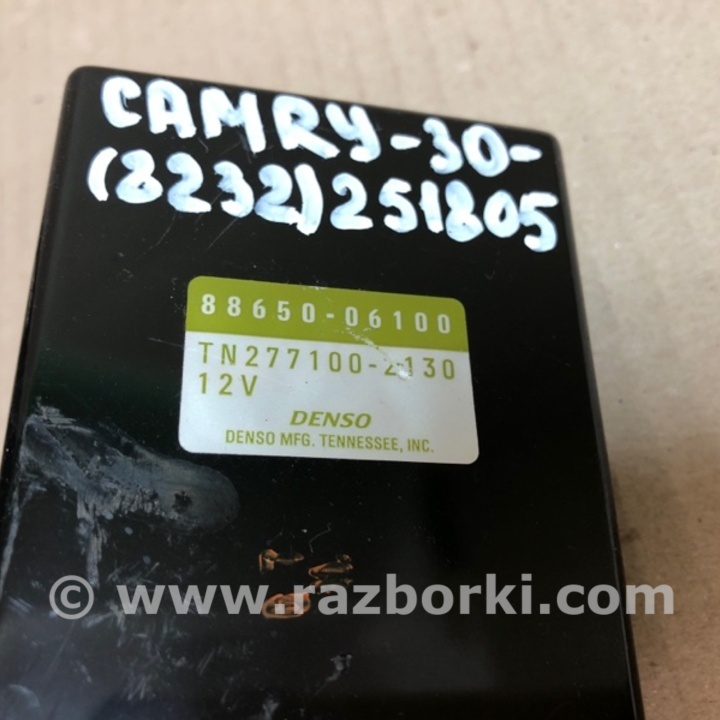 CAMRY-30-
(8232)251805
88650-06100
TN277100-2130
12V
DENSO
DENSO MFG. TENNESSEE, INC.
© www.razborki.com